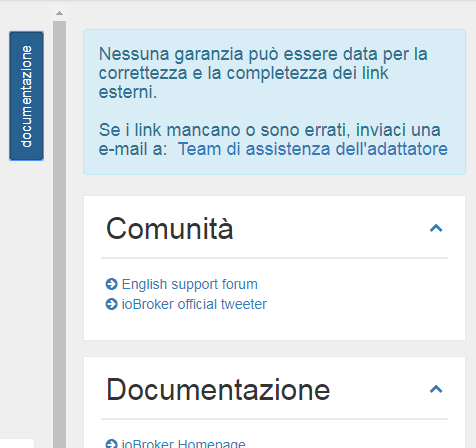 documentazione
Nessuna garanzia può essere data per la
correttezza e la completezza dei link
esterni.
Se i link mancano o sono errati, inviaci una
e-mail a: Team di assistenza dell'adattatore
Comunità
English support forum
ioBroker official tweeter
Documentazione
ioBroker Homepage